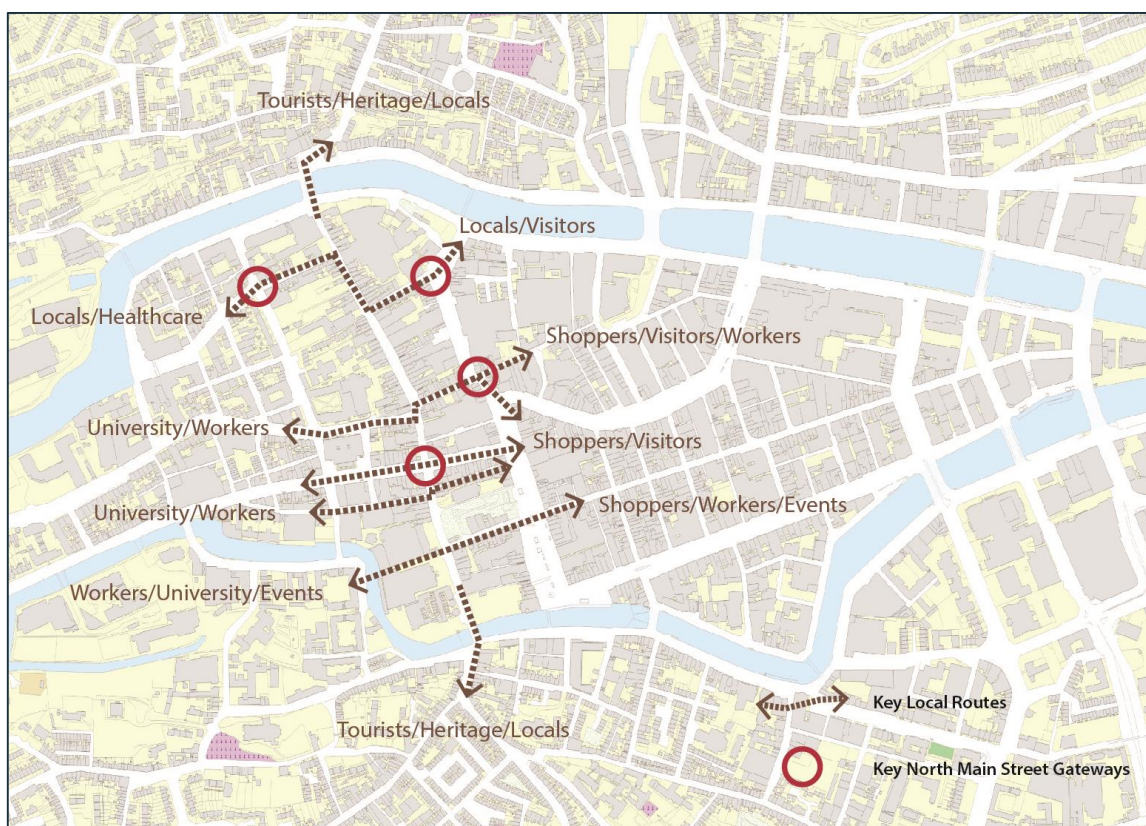 Tourists/Heritage/Locals
Locals/Visitors
Locals/Healthcare
Shoppers/Visitors/Workers
University/Workers
Shoppers/Visitors
University/Workers
Shoppers/Workers/Events
Workers/University/Events
Key Local Routes
Tourists/Heritage/Locals
Key North Main Street Gateways